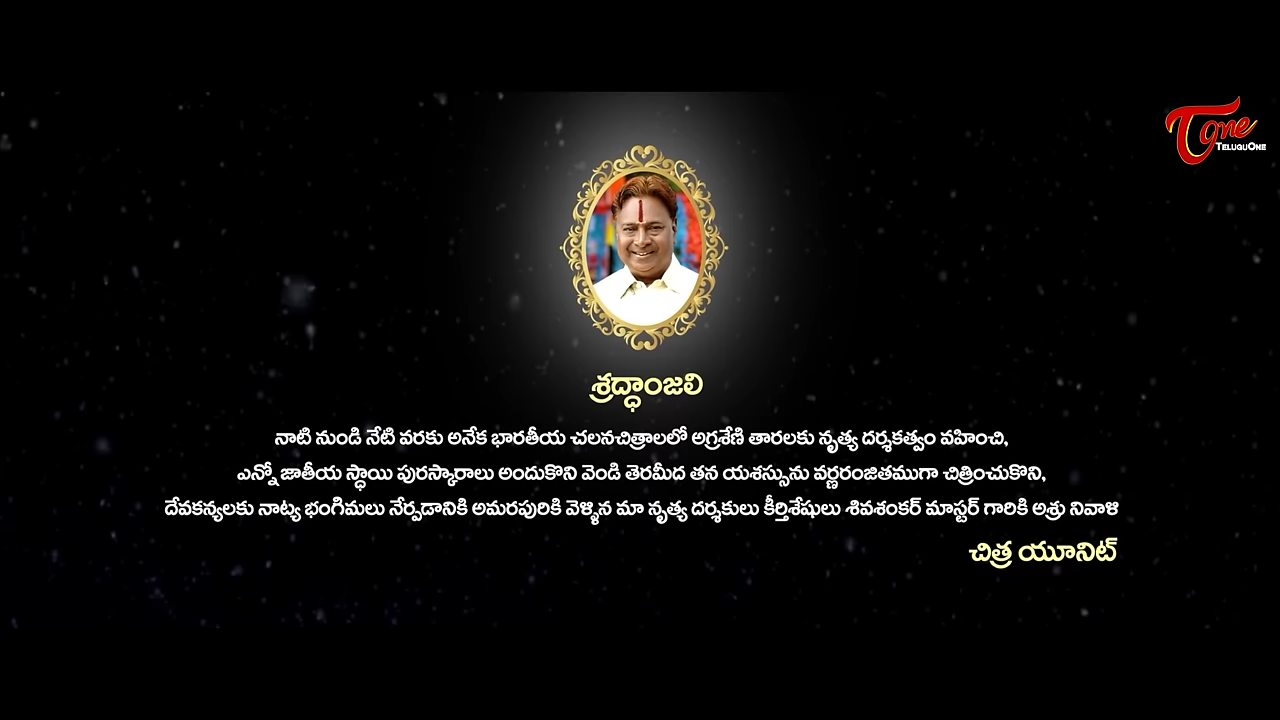 Tone
TELUGUONE
శ్రద్ధాంజలి
నాటి నుండి నేటి వరకు అనేక భారతీయ చలనచిత్రాలలో అగ్రశేణి తారలకు నృత్య దర్శకత్వం వహించి,
ఎన్నో జాతీయ స్ధాయి పురస్కారాలు అందుకొని వెండి తెరమీద తన యశస్సును వర్ణరంజితముగా చిత్రించుకొని,
దేవకన్యలకు నాట్య భంగిమలు నేర్పడానికి అమరపురికి వెళ్ళిన మా నృత్య దర్శకులు కీర్తిశేషులు శివశంకర్ మాస్టర్ గారికి అశ్రు నివాళి
చిత్ర యూనిట్